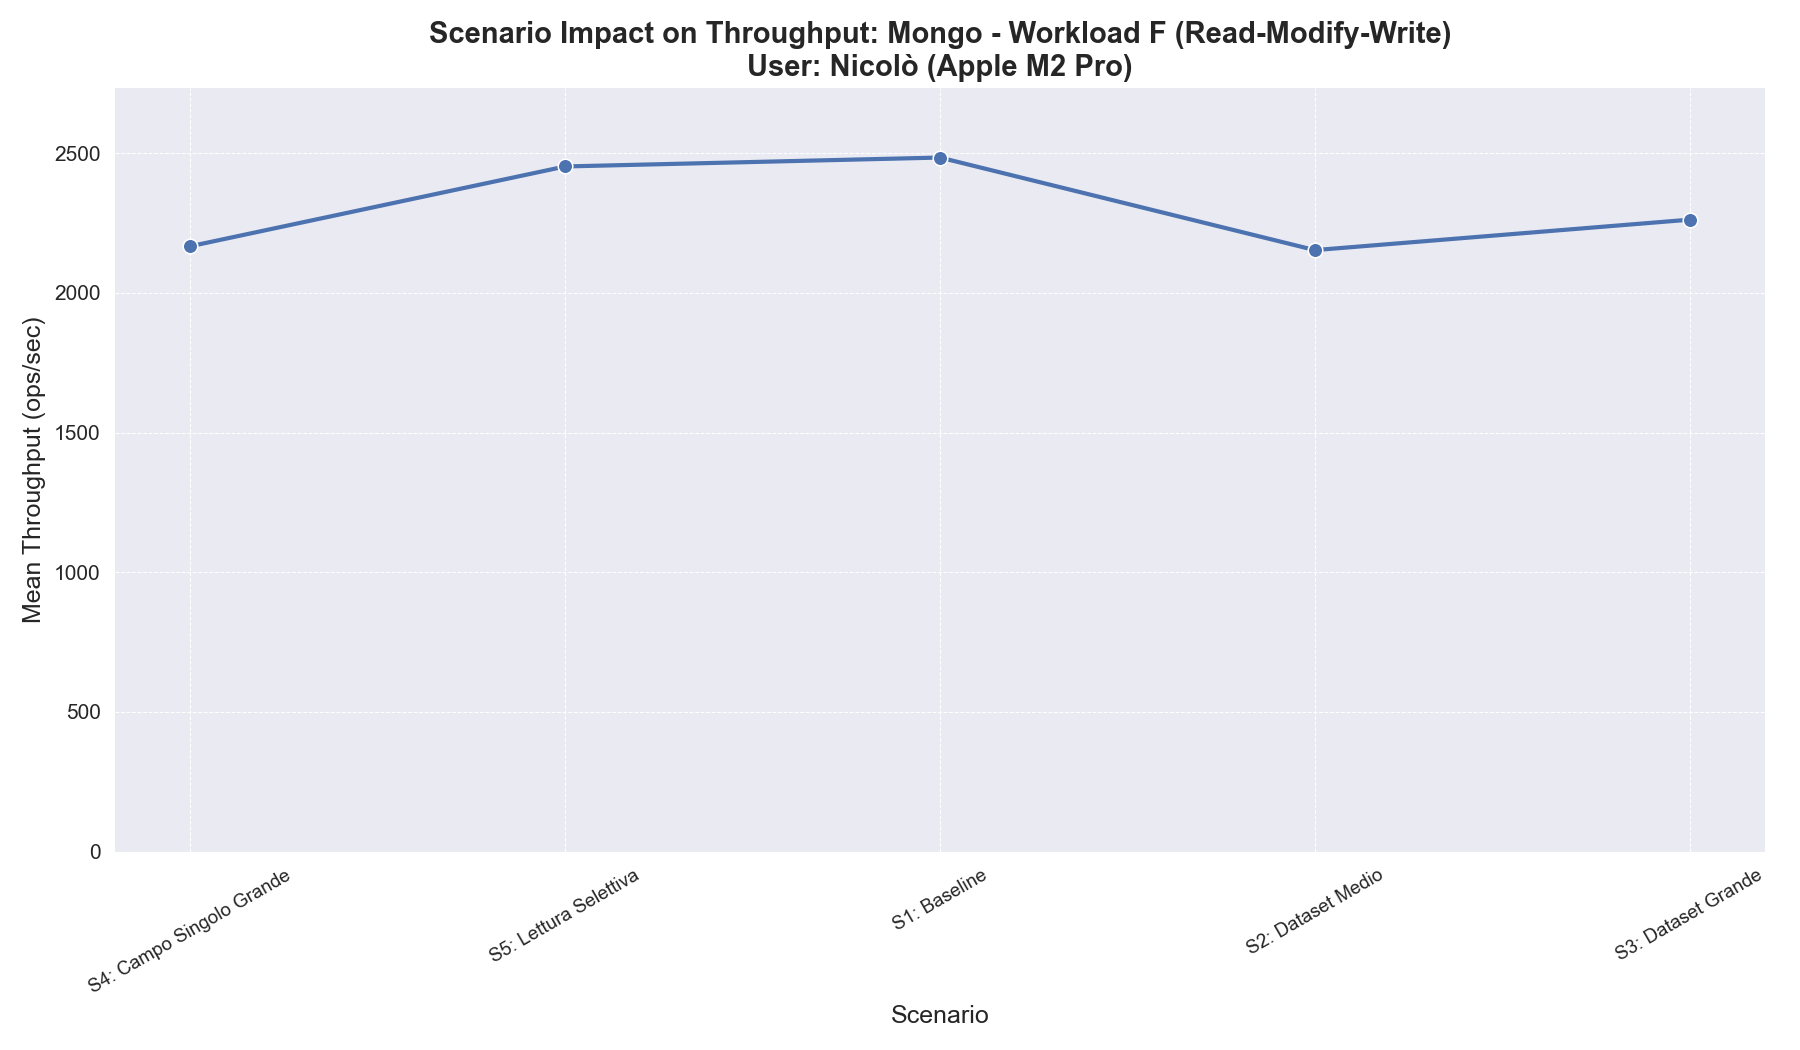 Scenario Impact on Throughput: Mongo - Workload F (Read-Modify-Write)
User: Nicolò (Apple M2 Pro)
Mean Throughput (ops/sec)
2500
2000
1500
1000
500
0
S4: Campo Singolo Grande
S5: Lettura Selettiva
S1: Baseline
S2: Dataset Medio
S3: Dataset Grande
Scenario